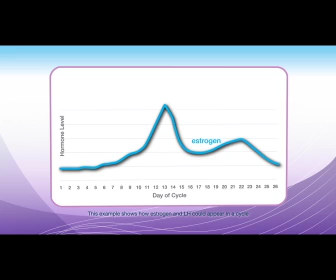 Hormone Level
estrogen
1 2 3 4 5 6 7 8 9 10 11 12 13 14 15 16 17 18 19 20 21 22 23 24 25 26
Day of Cycle
This example shows how estrogen and LH could appear in a cycle